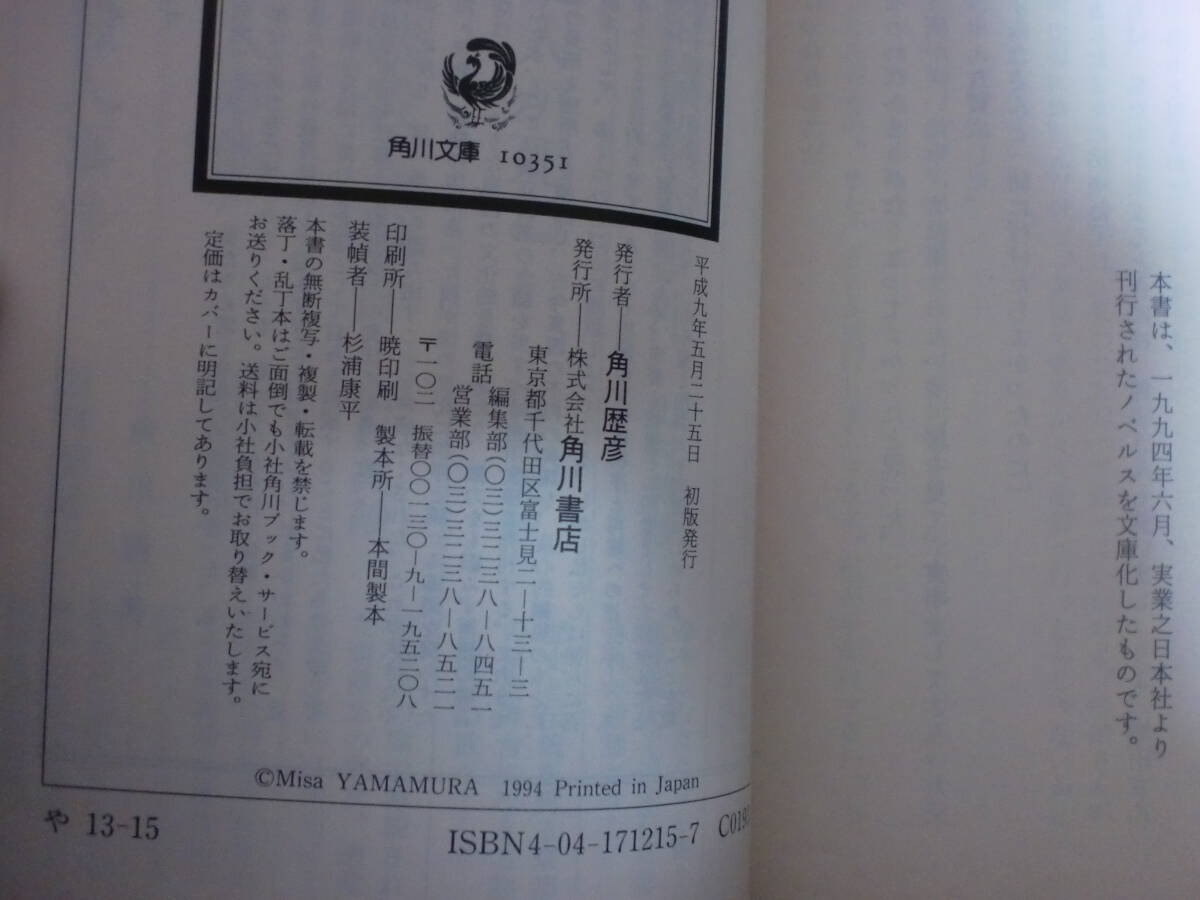 本書は、一九九四年六月、実業之日本社より
刊行されたノベルスを文庫化したものです。
角川文庫 10351
平成九年五月二十五日 初版発行
発行者――角川歴彦
発行所――株式会社角川書店
東京都千代田区富士見二―十三―三
電話 編集部(〇三)三二三八―八四五一
営業部(〇三)三二三八―八五二一
〒一〇二 振替〇〇一三〇―九―一九五二〇八
印刷所――暁印刷 製本所――本間製本
装幀者――杉浦康平
本書の無断複写・複製・転載を禁じます。
落丁・乱丁本はご面倒でも小社角川ブック・サービス宛に
お送りください。送料は小社負担でお取り替えいたします。
定価はカバーに明記してあります。
©Misa YAMAMURA 1994 Printed in Japan
や 13-15
ISBN4-04-171215-7